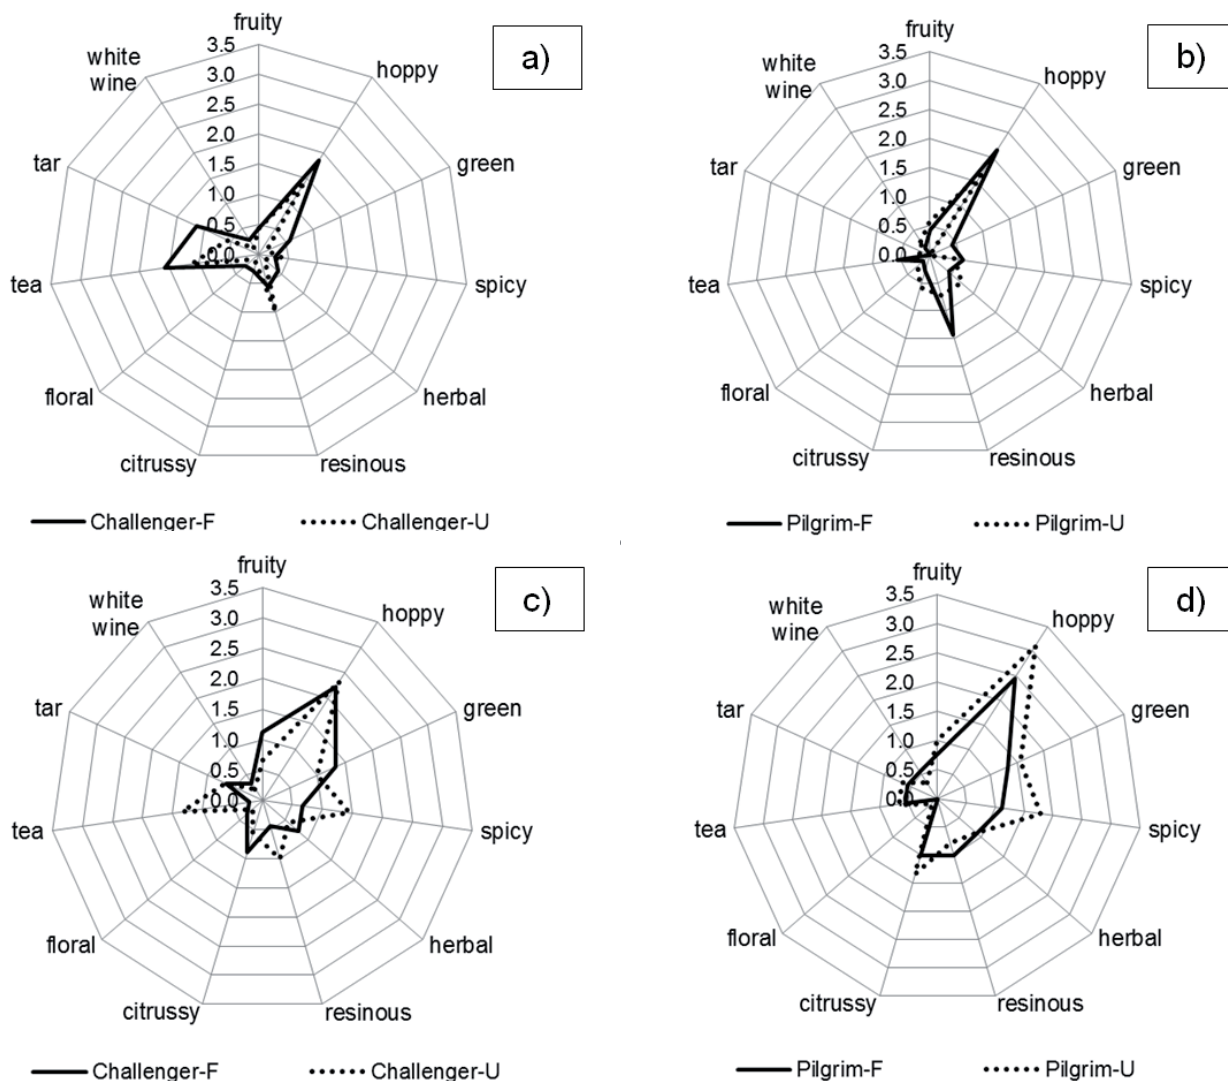 fruity
a)
3.5
3.0
2.5
2.0
1.5
1.0
0.5
0.0
hoppy
green
spicy
herbal
resinous
citrussy
floral
tea
tar
white
wine
Challenger-F
Challenger-U
fruity
b)
3.5
3.0
2.5
2.0
1.5
1.0
0.5
0.0
hoppy
green
spicy
herbal
resinous
citrussy
floral
tea
tar
white
wine
Pilgrim-F
Pilgrim-U
fruity
c)
3.5
3.0
2.5
2.0
1.5
1.0
0.5
0.0
hoppy
green
spicy
herbal
resinous
citrussy
floral
tea
tar
white
wine
Challenger-F
Challenger-U
fruity
d)
3.5
3.0
2.5
2.0
1.5
1.0
0.5
0.0
hoppy
green
spicy
herbal
resinous
citrussy
floral
tea
tar
white
wine
Pilgrim-F
Pilgrim-U